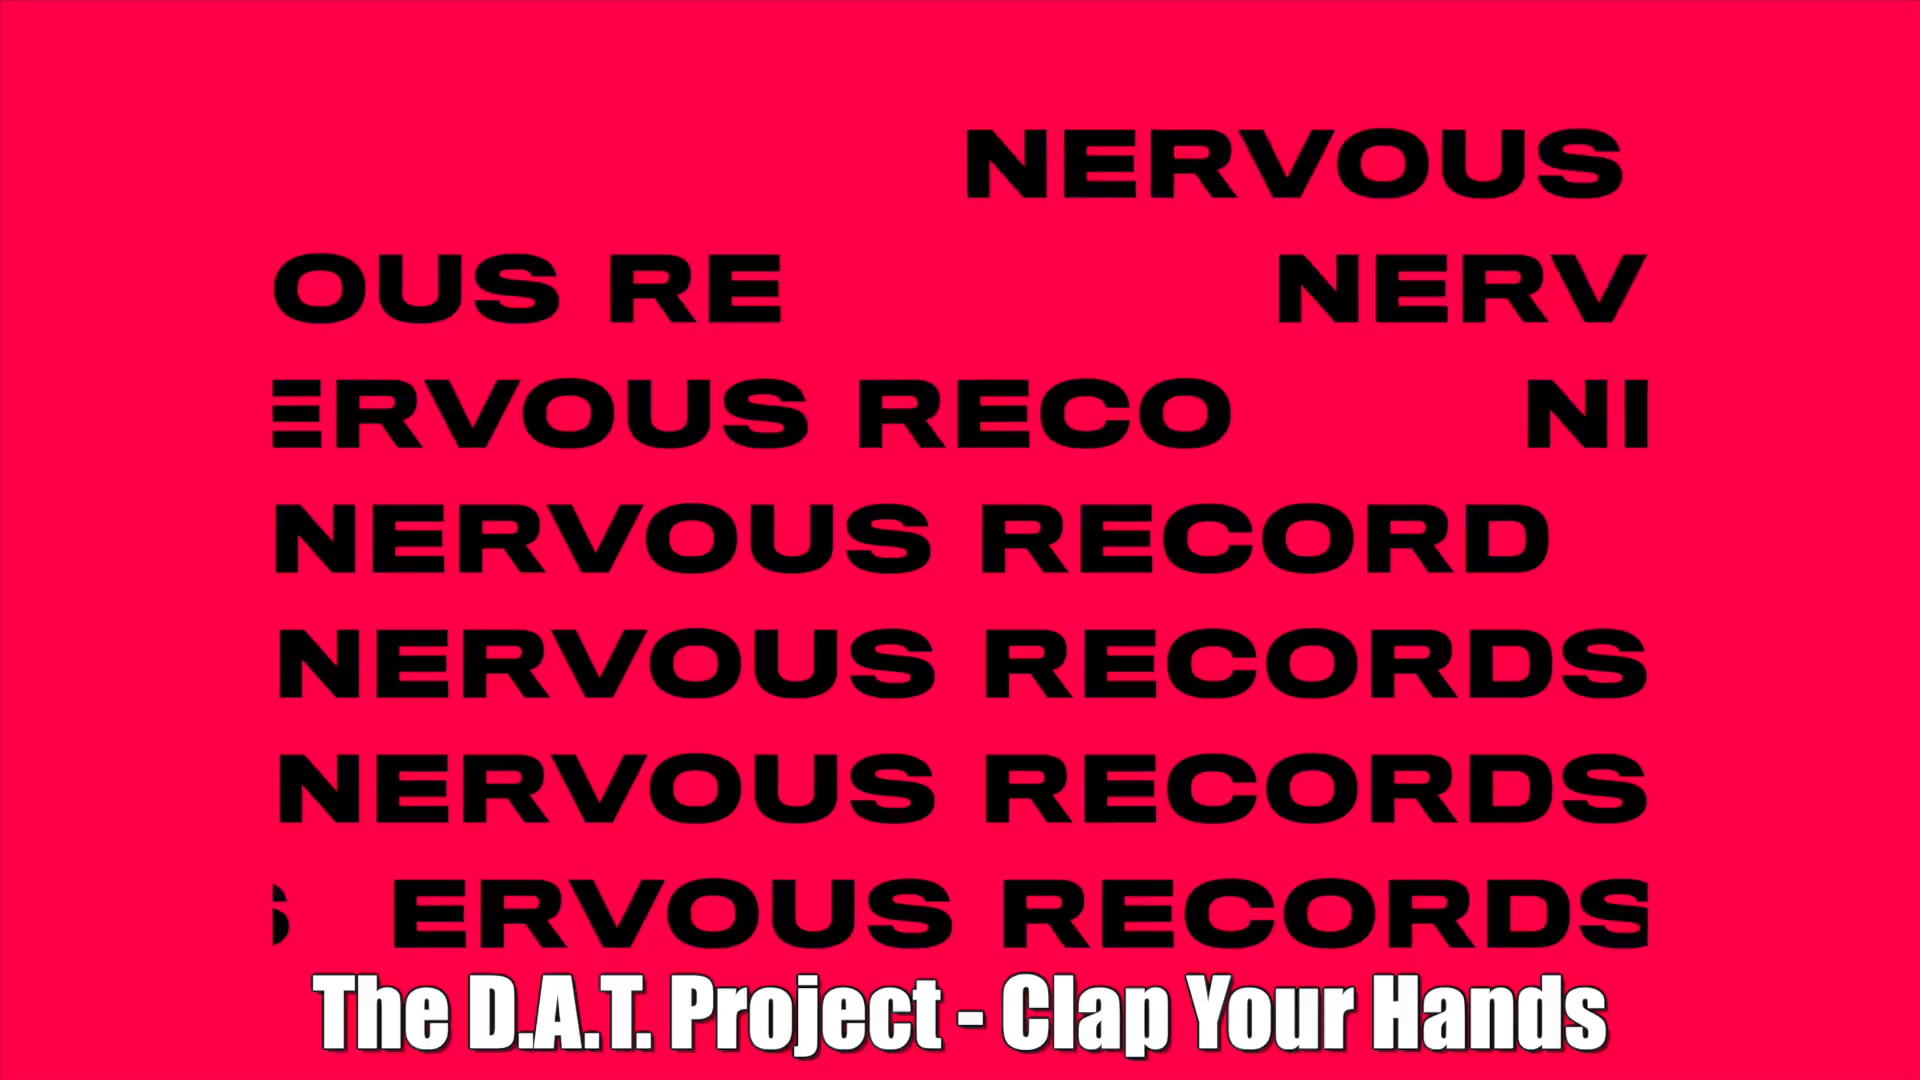 NERVOUS
OUS RE NERV
ERVOUS RECO N
NERVOUS RECORD
NERVOUS RECORDS
NERVOUS RECORDS
S ERVOUS RECORDS
The D.A.T. Project - Clap Your Hands